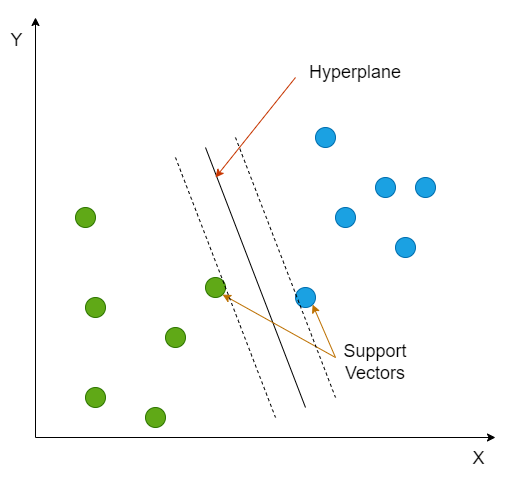 Y
Hyperplane
Support
Vectors
X